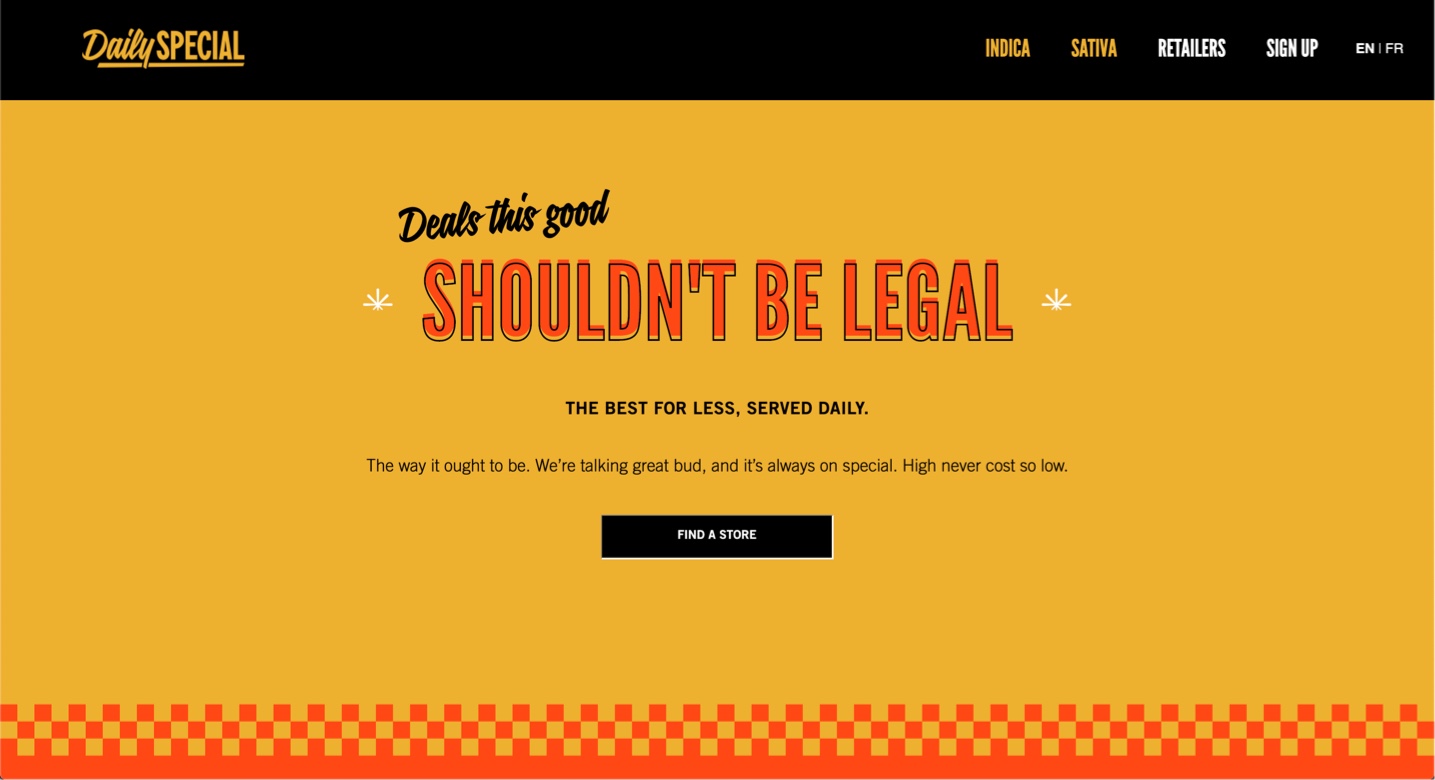 Daily SPECIAL
INDICA SATIVA RETAILERS SIGN UP EN | FR
Deals this good
SHOULDN'T BE LEGAL
THE BEST FOR LESS, SERVED DAILY.
The way it ought to be. We’re talking great bud, and it’s always on special. High never cost so low.
FIND A STORE